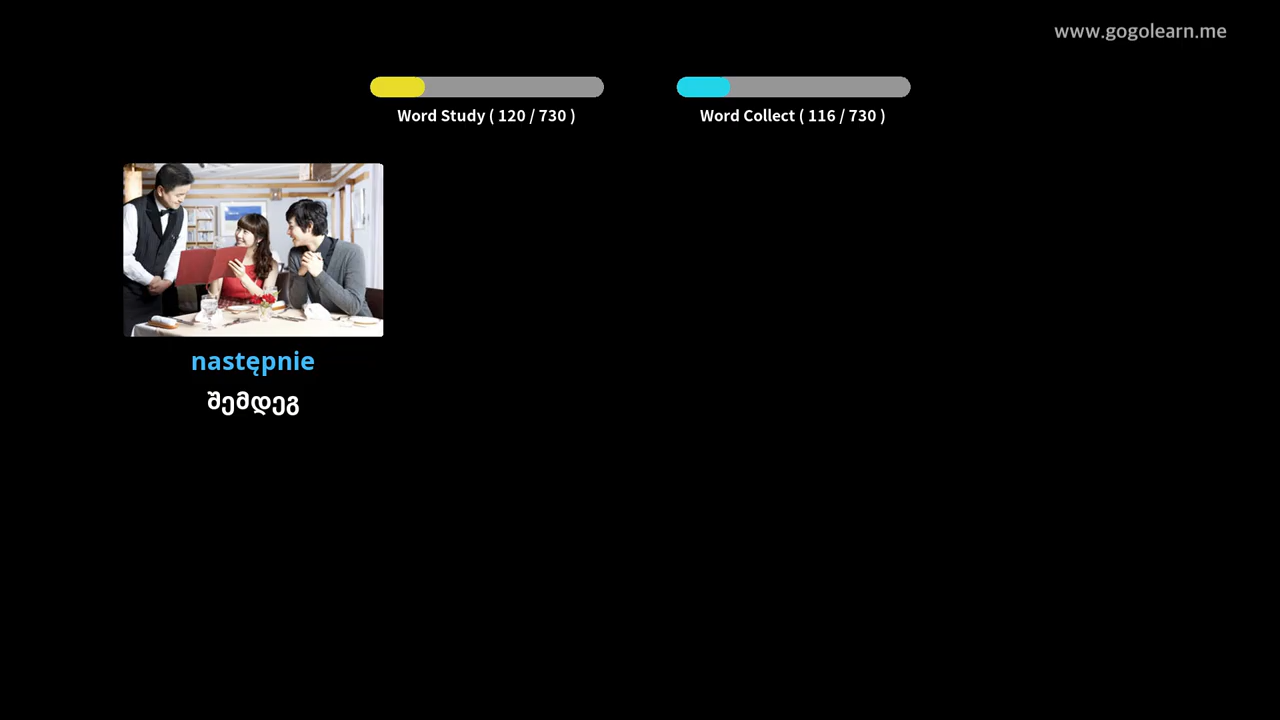 www.gogolearn.me
Word Study ( 120 / 730 )
Word Collect ( 116 / 730 )
następnie
შემდეგ